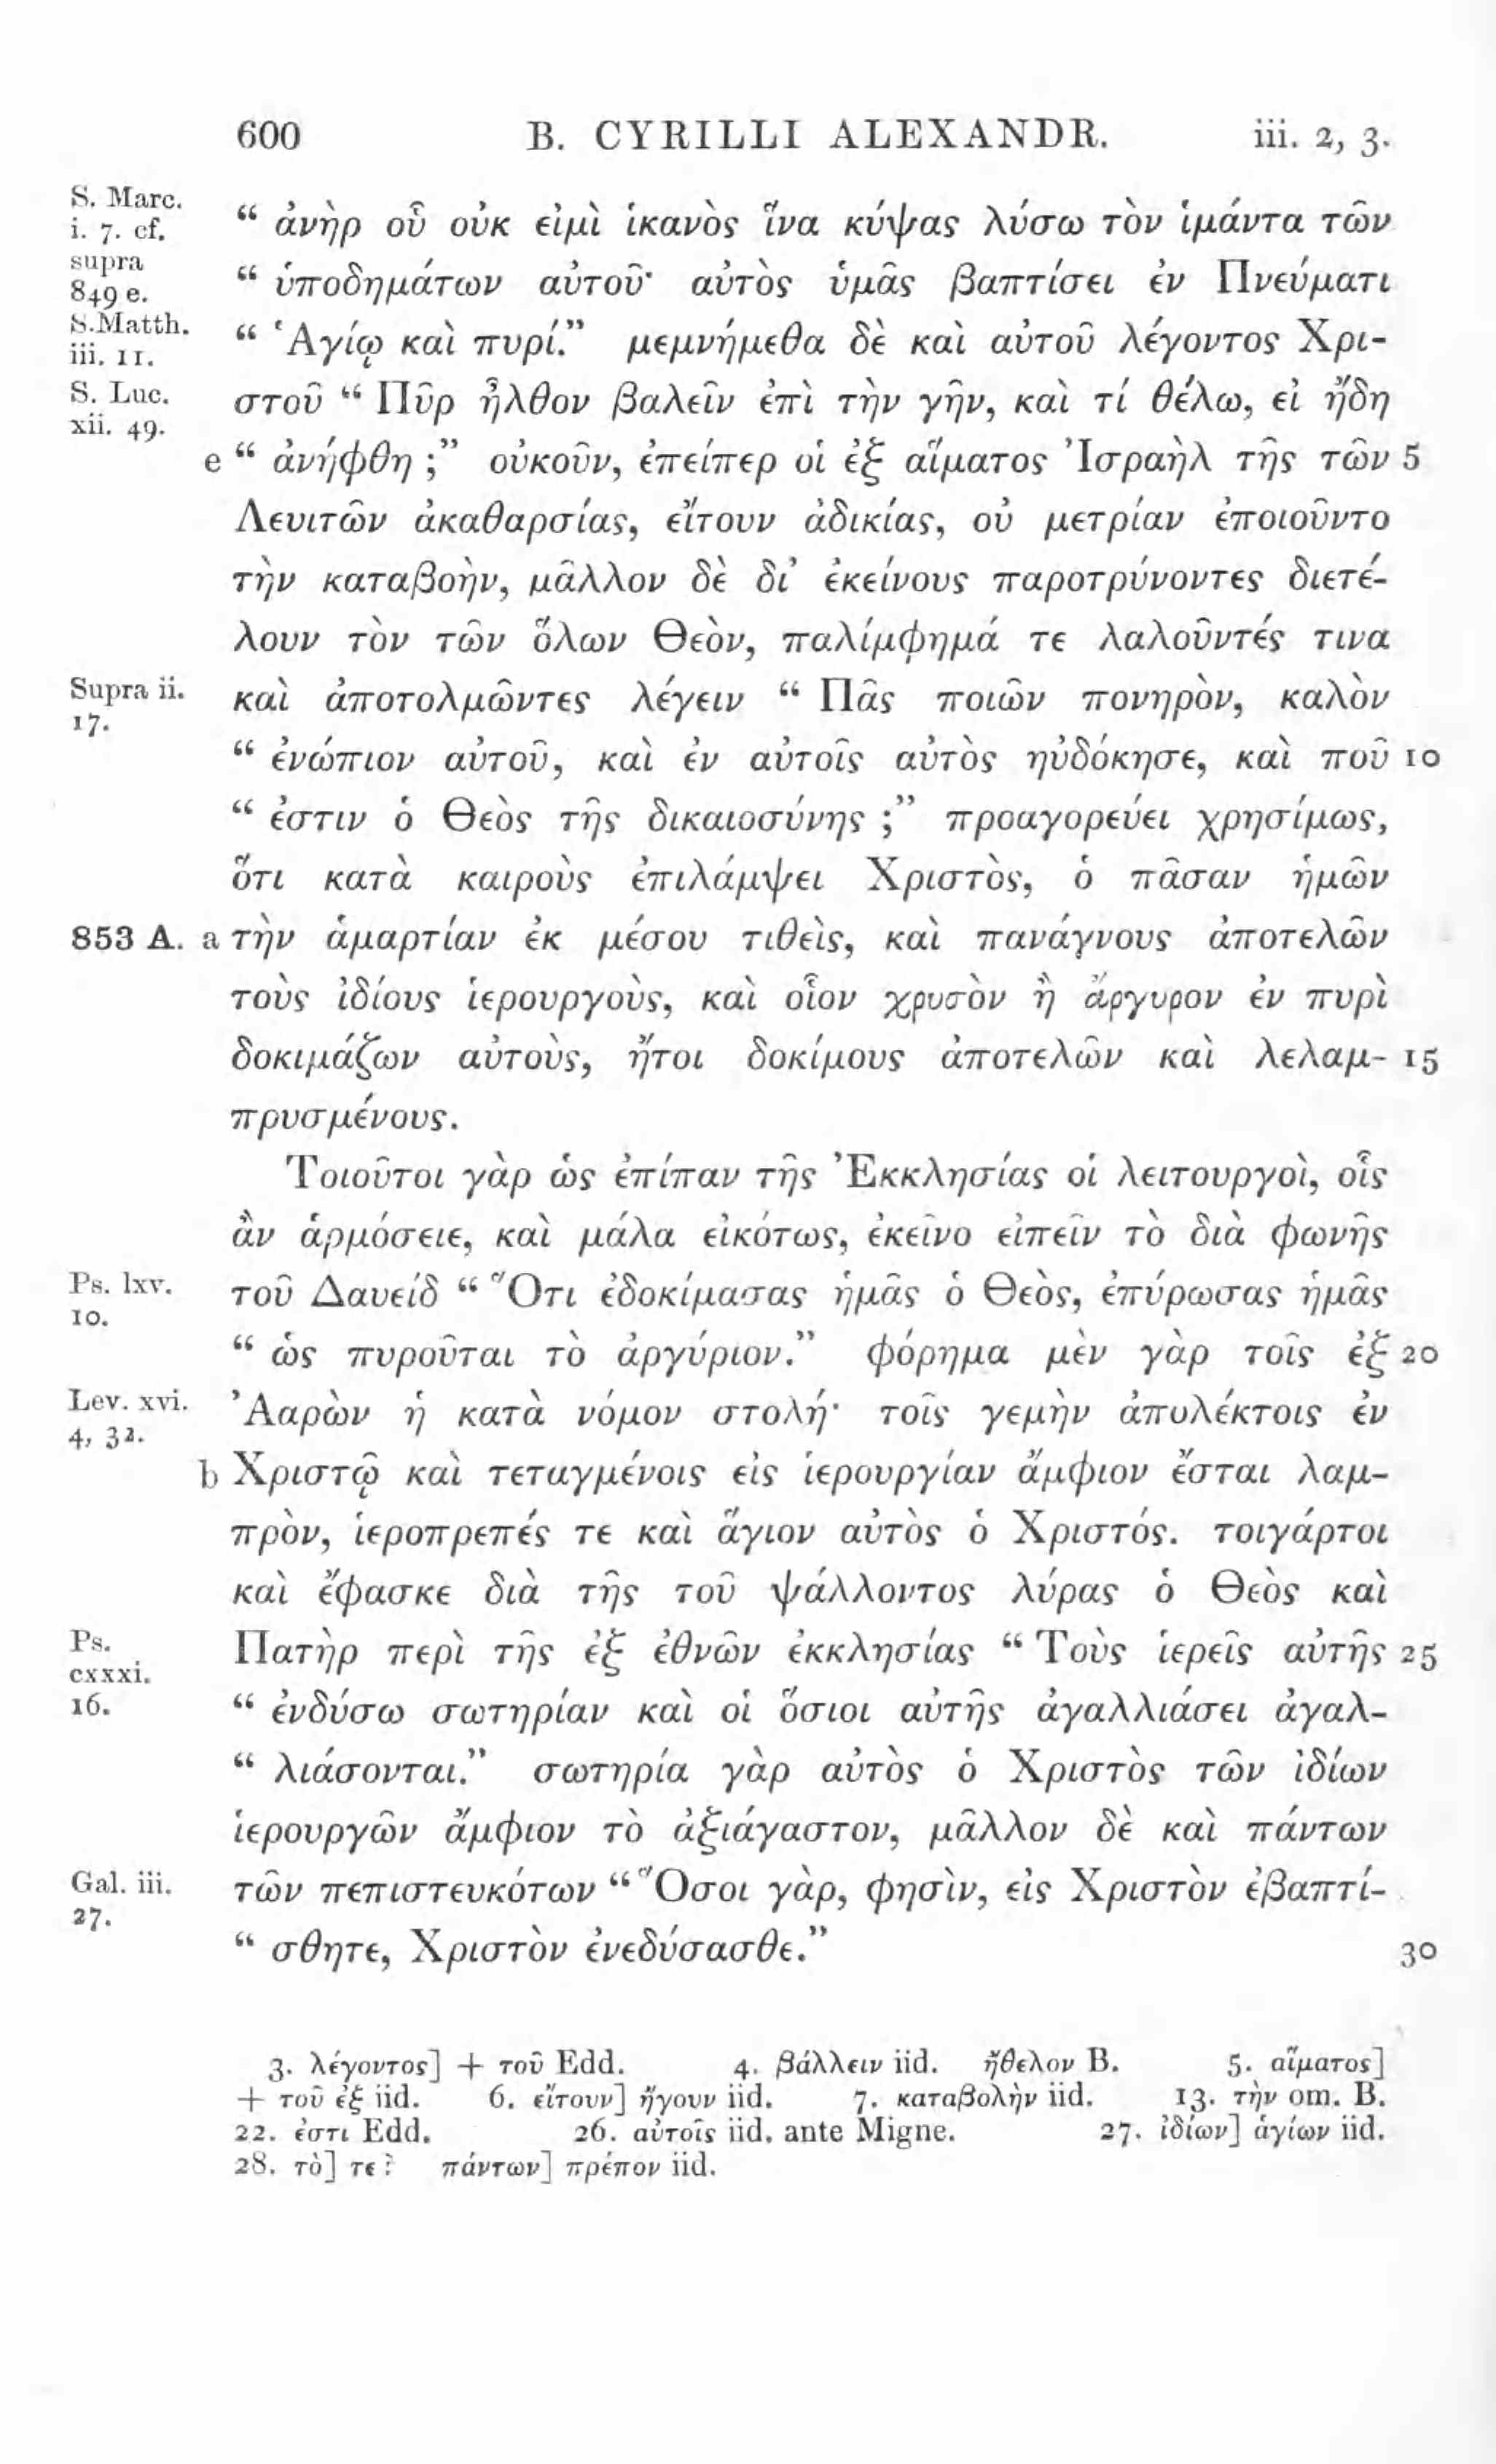 600 B. CYRILLI ALEXANDR. iii. 2, 3.
S. Marc.
i. 7. cf.
supra
849 e.
S. Matth.
iii. 11.
S. Luc.
xii. 49.
“ ἀνὴρ οὗ οὐκ εἰμὶ ἱκανὸς ἵνα κύψας λύσω τὸν ἱμάντα τῶν
“ ὑποδημάτων αὐτοῦ· αὐτὸς ὑμᾶς βαπτίσει ἐν Πνεύματι
“ Ἁγίῳ καὶ πυρί.” μεμνήμεθα δὲ καὶ αὐτοῦ λέγοντος Χρι-
στοῦ “ Πῦρ ἦλθον βαλεῖν ἐπὶ τὴν γῆν, καὶ τί θέλω, εἰ ἤδη
e “ ἀνήφθη ;” οὐκοῦν, ἐπείπερ οἱ ἐξ αἵματος Ἰσραὴλ τῆς τῶν 5
Λευιτῶν ἀκαθαρσίας, εἴτουν ἀδικίας, οὐ μετρίαν ἐποιοῦντο
τὴν καταβοὴν, μᾶλλον δὲ δι’ ἐκείνους παροτρύνοντες διετέ-
λουν τὸν τῶν ὅλων Θεὸν, παλίμφημά τε λαλοῦντές τινα
Supra ii.
17.
καὶ ἀποτολμῶντες λέγειν “ Πᾶς ποιῶν πονηρὸν, καλὸν
“ ἐνώπιον αὐτοῦ, καὶ ἐν αὐτοῖς αὐτὸς ηὐδόκησε, καὶ ποῦ 10
“ ἐστιν ὁ Θεὸς τῆς δικαιοσύνης ;” προαγορεύει χρησίμως,
ὅτι κατὰ καιροὺς ἐπιλάμψει Χριστὸς, ὁ πᾶσαν ἡμῶν
853 A. a τὴν ἁμαρτίαν ἐκ μέσου τιθεὶς, καὶ πανάγνους ἀποτελῶν
τοὺς ἰδίους ἱερουργοὺς, καὶ οἷον χρυσὸν ἢ ἄργυρον ἐν πυρὶ
δοκιμάζων αὐτοὺς, ἤτοι δοκίμους ἀποτελῶν καὶ λελαμ- 15
πρυσμένους.
Τοιοῦτοι γὰρ ὡς ἐπίπαν τῆς Ἐκκλησίας οἱ λειτουργοὶ, οἷς
ἂν ἁρμόσειε, καὶ μάλα εἰκότως, ἐκεῖνο εἰπεῖν τὸ διὰ φωνῆς
Ps. lxv.
10.
τοῦ Δαυείδ “ Ὅτι ἐδοκίμασας ἡμᾶς ὁ Θεὸς, ἐπύρωσας ἡμᾶς
“ ὡς πυροῦται τὸ ἀργύριον.” φόρημα μὲν γὰρ τοῖς ἐξ 20
Lev. xvi.
4, 32.
Ἀαρὼν ἡ κατὰ νόμον στολή· τοῖς γεμὴν ἀπολέκτοις ἐν
b Χριστῷ καὶ τεταγμένοις εἰς ἱερουργίαν ἄμφιον ἔσται λαμ-
πρὸν, ἱεροπρεπές τε καὶ ἅγιον αὐτὸς ὁ Χριστός. τοιγάρτοι
καὶ ἔφασκε διὰ τῆς τοῦ ψάλλοντος λύρας ὁ Θεὸς καὶ
Ps.
cxxxi.
16.
Πατὴρ περὶ τῆς ἐξ ἐθνῶν ἐκκλησίας “ Τοὺς ἱερεῖς αὐτῆς 25
“ ἐνδύσω σωτηρίαν καὶ οἱ ὅσιοι αὐτῆς ἀγαλλιάσει ἀγαλ-
“ λιάσονται.” σωτηρία γὰρ αὐτὸς ὁ Χριστὸς τῶν ἰδίων
ἱερουργῶν ἄμφιον τὸ ἀξιάγαστον, μᾶλλον δὲ καὶ πάντων
Gal. iii.
27.
τῶν πεπιστευκότων “ Ὅσοι γὰρ, φησὶν, εἰς Χριστὸν ἐβαπτί-
“ σθητε, Χριστὸν ἐνεδύσασθε.” 30
3. λέγοντος] + τοῦ Edd. 4. βάλλειν iid. ἤθελον B. 5. αἵματος]
+ τοῦ ἐξ iid. 6. εἴτουν] ἤγουν iid. 7. καταβολὴν iid. 13. τὴν om. B.
22. ἐστι Edd. 26. αὐτοῖς iid. ante Migne. 27. ἰδίων] ἁγίων iid.
28. τὸ] τε ? πάντων] πρέπον iid.